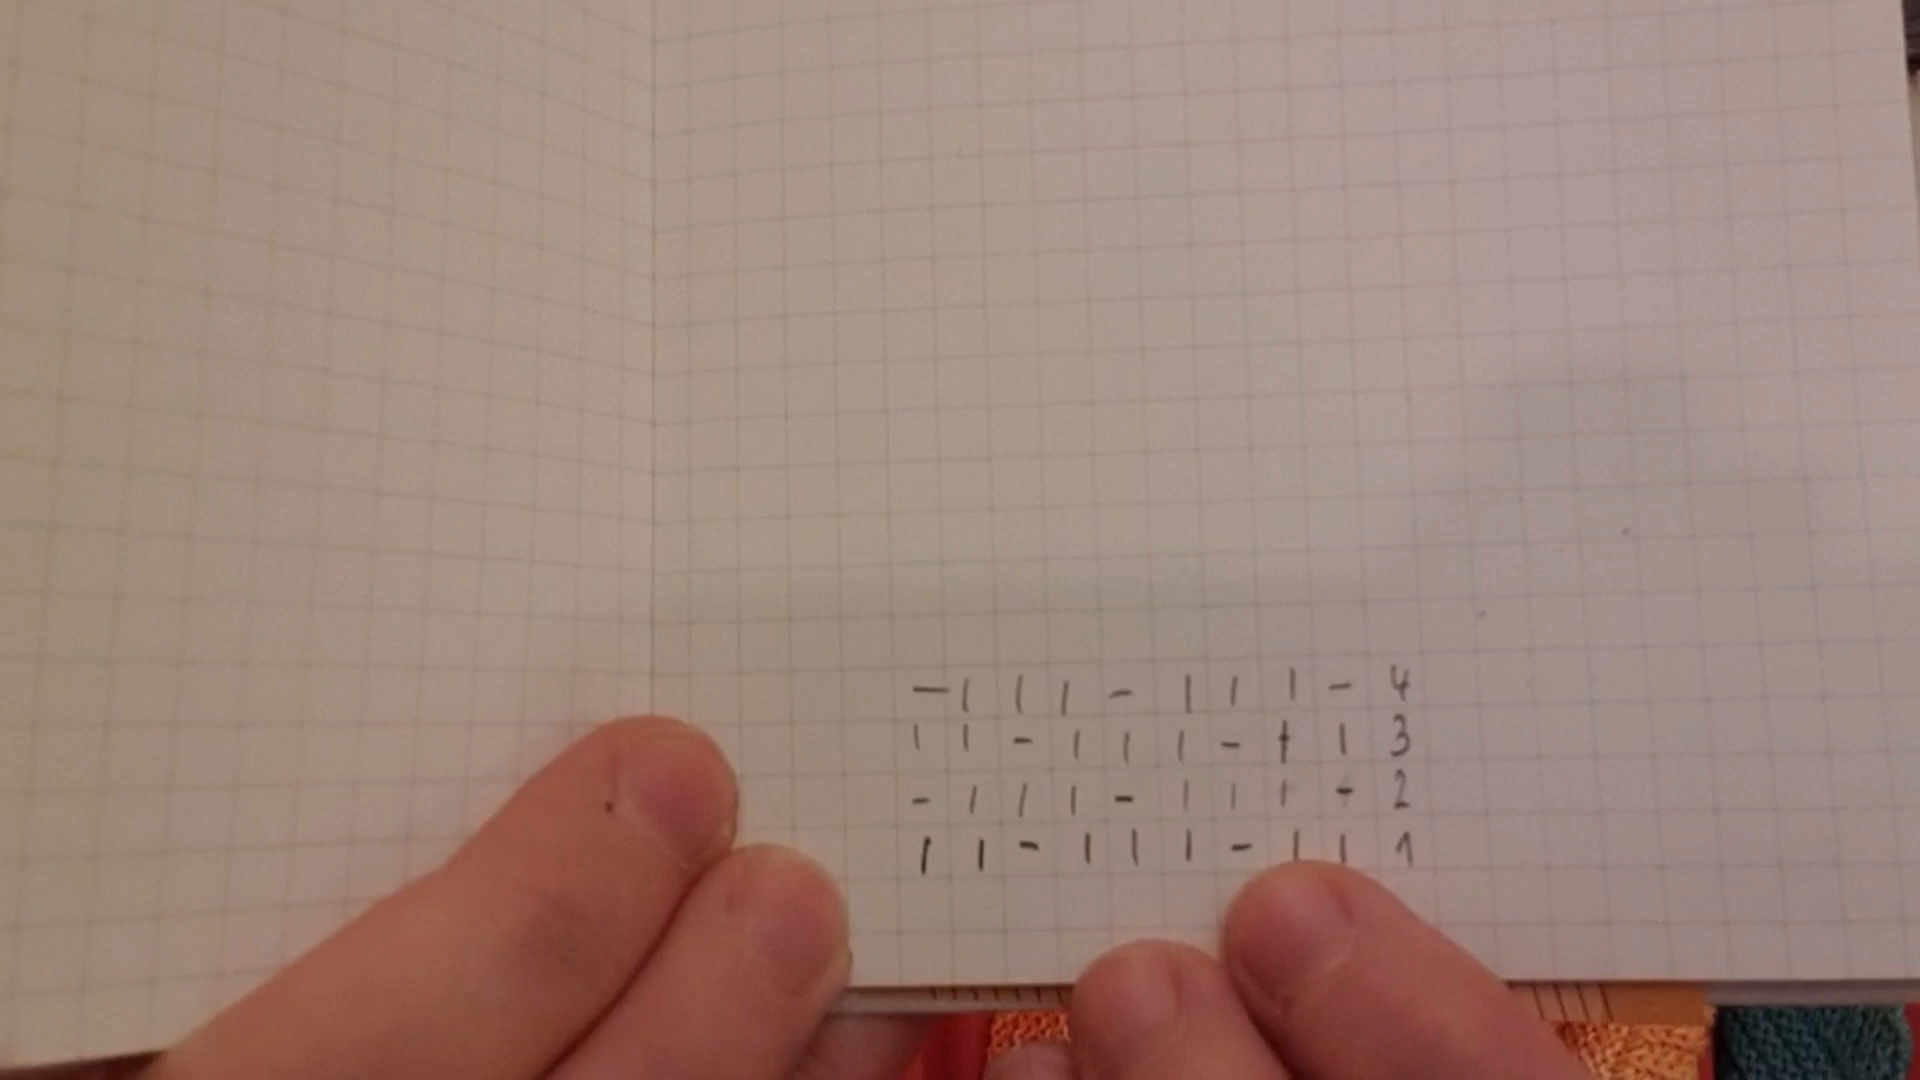 — | | | - | | | - 4
| | - | | | - † | 3
- | | | - | | | - 2
| | - | | | - | | 1